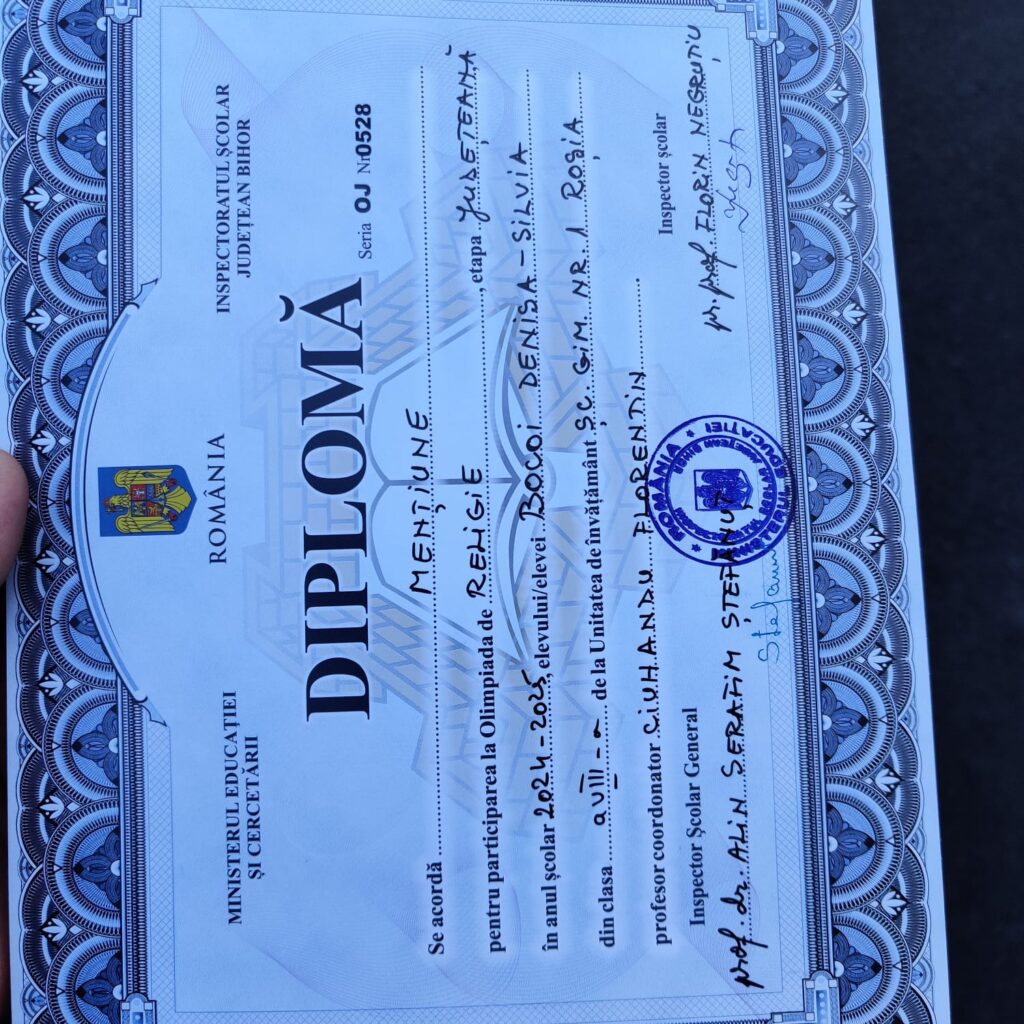 MINISTERUL EDUCAȚIEI
ȘI CERCETĂRII
ROMÂNIA
INSPECTORATUL ȘCOLAR
JUDEȚEAN BIHOR
DIPLOMĂ
Seria OJ Nr0528
Se acordă MENȚIUNE
pentru participarea la Olimpiada de RELIGIE, etapa JUDEȚEANĂ
în anul școlar 2024-2025, elevului/elevei BOCOI DENISA-SILVIA
din clasa a VIII-a de la Unitatea de învățământ ȘC. GIM. NR. 1 ROȘIA
profesor coordonator CIUHANDU FLORENTIN
Inspector Școlar General
prof. dr. ALIN SERAFIM ȘTEFĂNUȚ
Inspector școlar
pr. prof. FLORIN NEGRUȚIU
ROMÂNIA
MINISTERUL EDUCAȚIEI